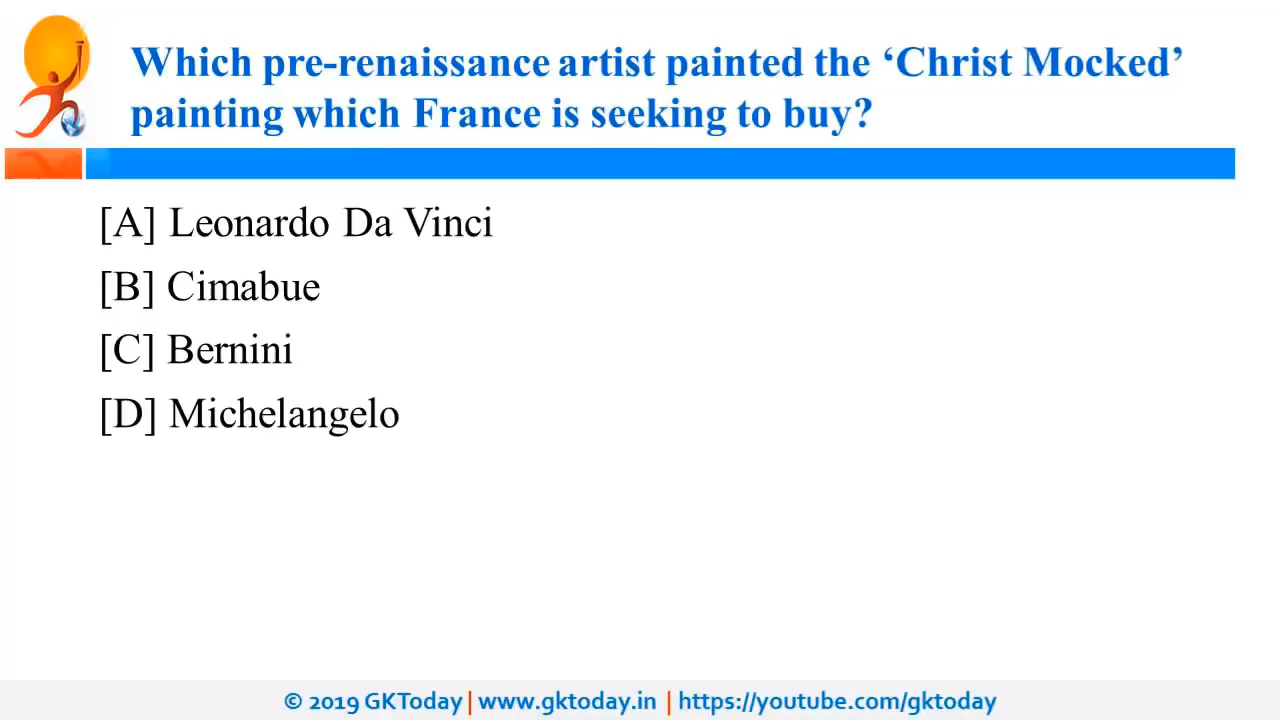 Which pre-renaissance artist painted the ‘Christ Mocked’
painting which France is seeking to buy?
[A] Leonardo Da Vinci
[B] Cimabue
[C] Bernini
[D] Michelangelo
© 2019 GKToday | www.gktoday.in | https://youtube.com/gktoday